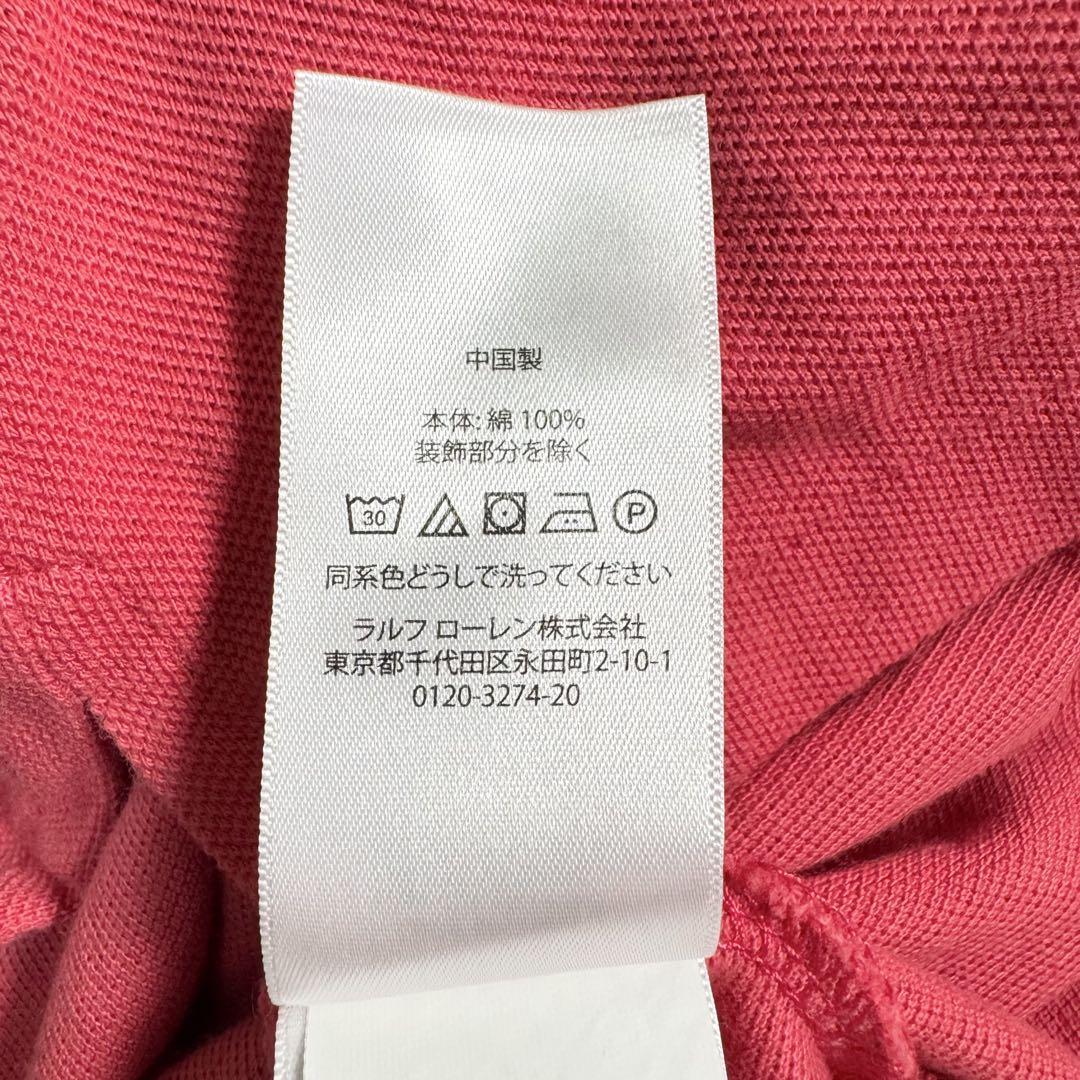 中国製
本体: 綿 100%
装飾部分を除く
30 P
同系色どうしで洗ってください
ラルフ ローレン株式会社
東京都千代田区永田町2-10-1
0120-3274-20